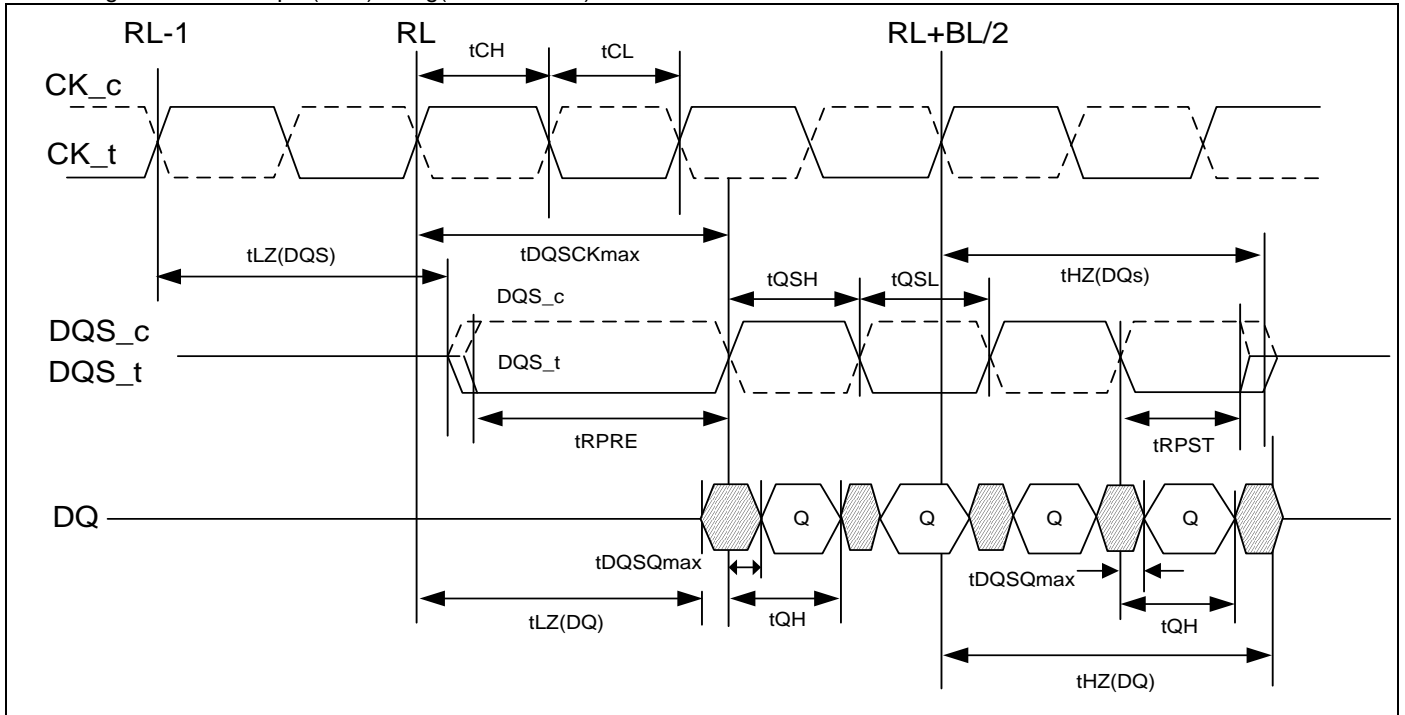 RL-1 RL RL+BL/2
tCH tCL
CK_c
CK_t
tLZ(DQS) tDQSCKmax tHZ(DQs)
tQSH tQSL
DQS_c
DQS_c
DQS_t
DQS_t
tRPRE tRPST
DQ Q Q Q Q
tDQSQmax tDQSQmax
tLZ(DQ) tQH tQH
tHZ(DQ)